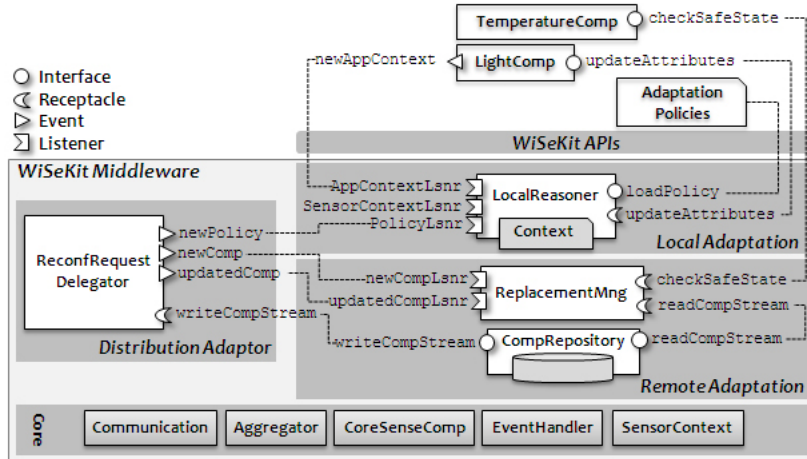 TemperatureComp
checkSafeState
newAppContext
LightComp
updateAttributes
Interface
Receptacle
Event
Listener
Adaptation
Policies
WiSeKit APIs
WiSeKit Middleware
AppContextLsnr
SensorContextLsnr
PolicyLsnr
LocalReasoner
Context
loadPolicy
updateAttributes
Local Adaptation
ReconfRequest
Delegator
newPolicy
newComp
updatedComp
writeCompStream
Distribution Adaptor
newCompLsnr
updatedCompLsnr
ReplacementMng
checkSafeState
readCompStream
writeCompStream
CompRepository
readCompStream
Remote Adaptation
Core
Communication
Aggregator
CoreSenseComp
EventHandler
SensorContext